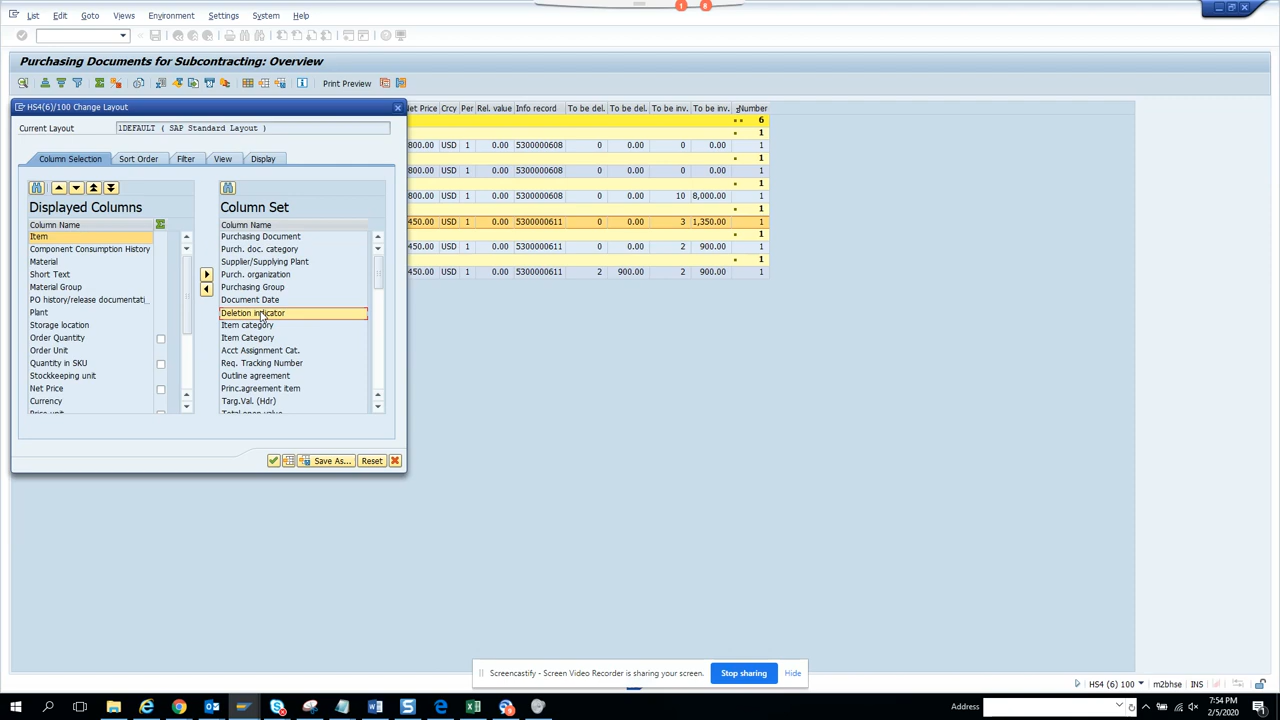 1
8
List Edit Goto Views Environment Settings System Help
Purchasing Documents for Subcontracting: Overview
Print Preview
HS4(6)/100 Change Layout
Current Layout
1DEFAULT ( SAP Standard Layout )
Column Selection Sort Order Filter View Display
Displayed Columns
Column Name
Item
Component Consumption History
Material
Short Text
Material Group
PO history/release documentati_
Plant
Storage location
Order Quantity
Order Unit
Quantity in SKU
Stockkeeping unit
Net Price
Currency
Price unit
Column Set
Column Name
Purchasing Document
Purch. doc. category
Supplier/Supplying Plant
Purch. organization
Purchasing Group
Document Date
Deletion indicator
Item category
Item Category
Acct Assignment Cat.
Req. Tracking Number
Outline agreement
Princ.agreement item
Targ.Val. (Hdr)
Total open value
Save As... Reset
et Price Crcy Per Rel. value Info record To be del. To be del. To be inv. To be inv. Number
6
1
800.00 USD 1 0.00 5300000608 0 0.00 0 0.00 1
1
800.00 USD 1 0.00 5300000608 0 0.00 0 0.00 1
1
800.00 USD 1 0.00 5300000608 0 0.00 10 8,000.00 1
1
450.00 USD 1 0.00 5300000611 0 0.00 3 1,350.00 1
1
450.00 USD 1 0.00 5300000611 0 0.00 2 900.00 1
1
450.00 USD 1 0.00 5300000611 2 900.00 2 900.00 1
Screencastify - Screen Video Recorder is sharing your screen. Stop sharing Hide
HS4 (6) 100 m2bhse INS
Address
7:54 PM
2/5/2020